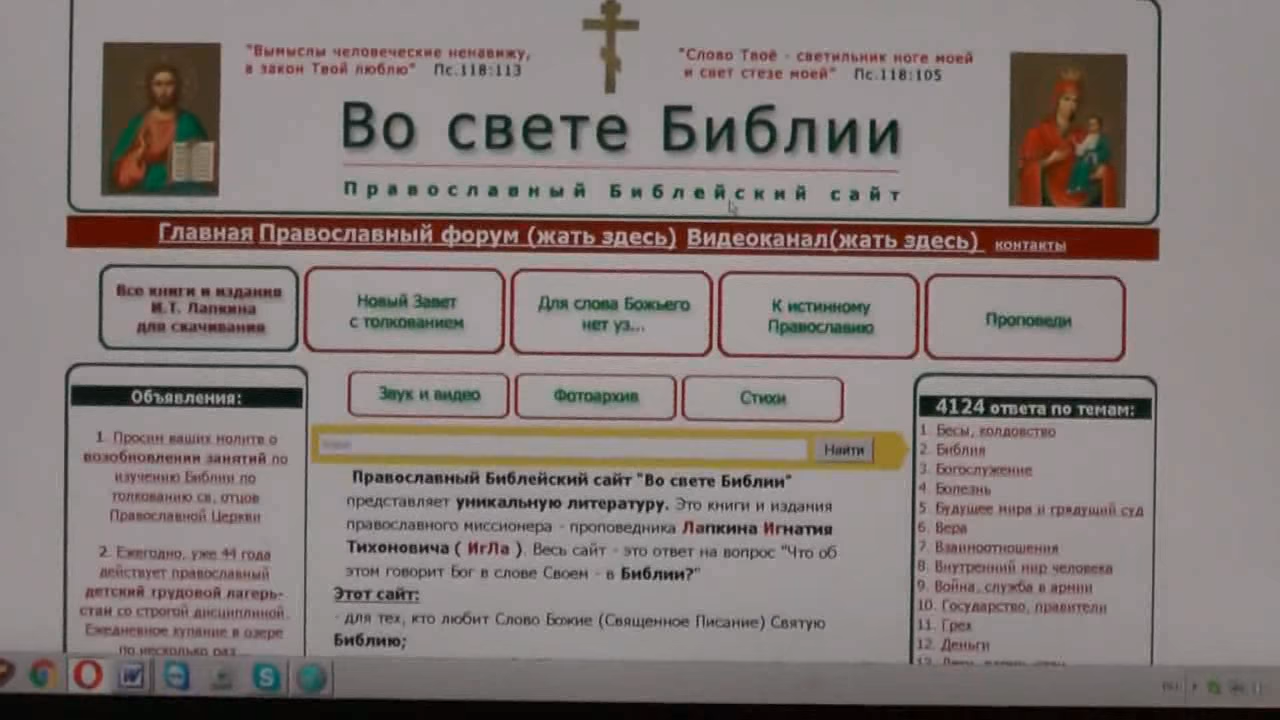 "Вымыслы человеческие ненавижу,
а закон Твой люблю" Пс.118:113
"Слово Твоё - светильник ноге моей
и свет стезе моей" Пс.118:105
Во свете Библии
Православный Библейский сайт
Главная Православный форум (жать здесь) Видеоканал(жать здесь) контакты
Все книги и издания
И.Т. Лапкина
для скачивания
Новый Завет
с толкованием
Для слова Божьего
нет уз...
К истинному
Православию
Проповеди
Звук и видео
Фотоархив
Стихи
Объявления:
1. Просим ваших молитв о
возобновлении занятий по
изучению Библии по
толкованию св. отцов
Православной Церкви
2. Ежегодно, уже 44 года
действует православный
детский трудовой лагерь-
стан со строгой дисциплиной.
Ежедневное купание в озере
по несколько раз...
Найти
Православный Библейский сайт "Во свете Библии"
представляет уникальную литературу. Это книги и издания
православного миссионера - проповедника Лапкина Игнатия
Тихоновича ( ИгЛа ). Весь сайт - это ответ на вопрос "Что об
этом говорит Бог в слове Своем - в Библии?"
Этот сайт:
- для тех, кто любит Слово Божие (Священное Писание) Святую
Библию;
4124 ответа по темам:
1. Бесы, колдовство
2. Библия
3. Богослужение
4. Болезнь
5. Будущее мира и грядущий суд
6. Вера
7. Взаимоотношения
8. Внутренний мир человека
9. Война, служба в армии
10. Государство, правители
11. Грех
12. Деньги